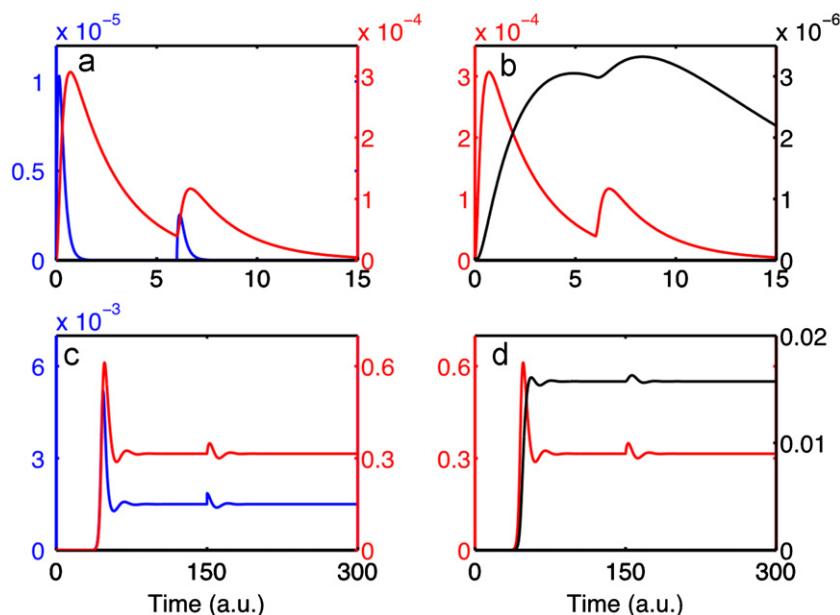 x 10⁻⁵ x 10⁻⁴ x 10⁻⁶
a b
1 3 3 3
2 2 2
0.5
1 1 1
0 0 0 0
0 5 10 15 0 5 10 15
x 10⁻³
c d
6 0.6 0.6 0.02
3 0.3 0.3 0.01
0 0 0 0
0 150 300 0 150 300
Time (a.u.) Time (a.u.)